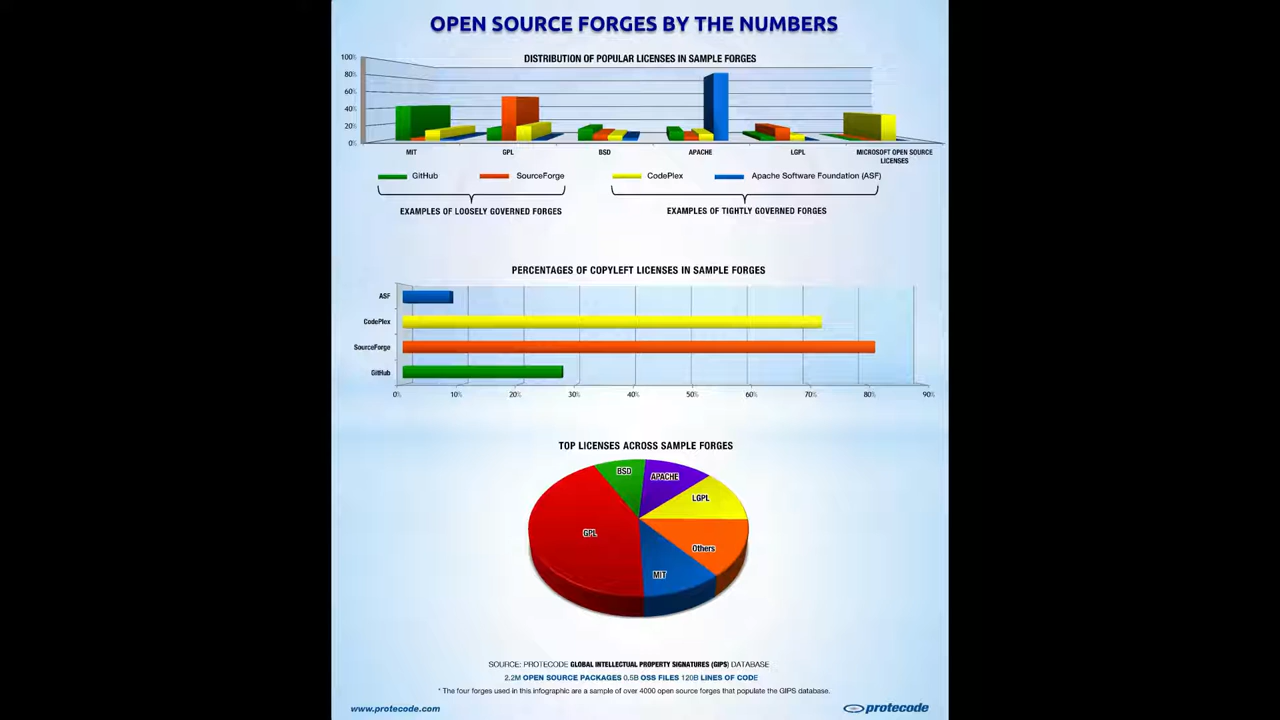 OPEN SOURCE FORGES BY THE NUMBERS
DISTRIBUTION OF POPULAR LICENSES IN SAMPLE FORGES
100%
80%
60%
40%
20%
0%
MIT GPL BSD APACHE LGPL MICROSOFT OPEN SOURCE
LICENSES
GitHub SourceForge CodePlex Apache Software Foundation (ASF)
EXAMPLES OF LOOSELY GOVERNED FORGES EXAMPLES OF TIGHTLY GOVERNED FORGES
PERCENTAGES OF COPYLEFT LICENSES IN SAMPLE FORGES
ASF
CodePlex
SourceForge
GitHub
0% 10% 20% 30% 40% 50% 60% 70% 80% 90%
TOP LICENSES ACROSS SAMPLE FORGES
BSD
APACHE
LGPL
GPL
Others
MIT
SOURCE: PROTECODE GLOBAL INTELLECTUAL PROPERTY SIGNATURES (GIPS) DATABASE
2.2M OPEN SOURCE PACKAGES 0.5B OSS FILES 120B LINES OF CODE
* The four forges used in this infographic are a sample of over 4000 open source forges that populate the GIPS database.
www.protecode.com protecode